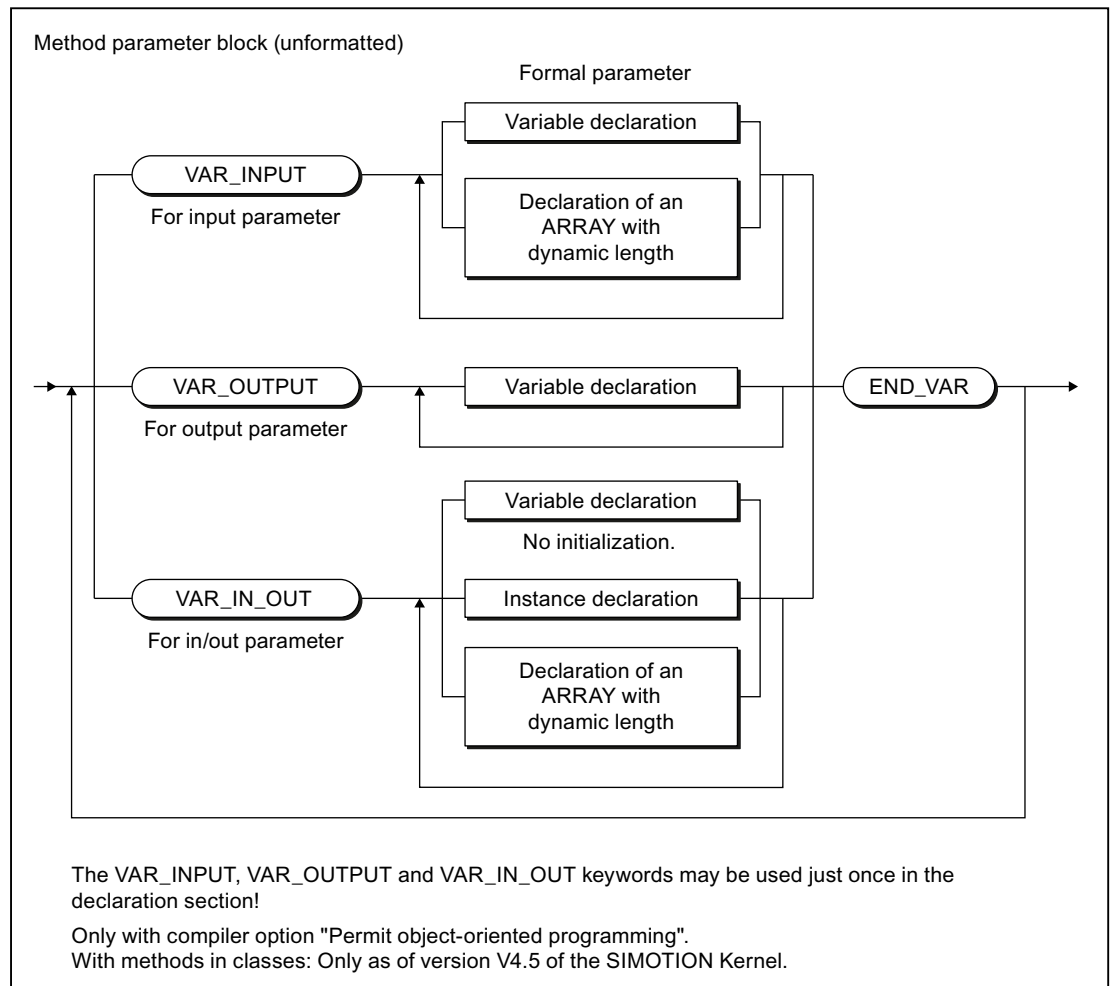 Method parameter block (unformatted)
Formal parameter
Variable declaration
VAR_INPUT
For input parameter
Declaration of an
ARRAY with
dynamic length
VAR_OUTPUT
For output parameter
Variable declaration
END_VAR
Variable declaration
No initialization.
VAR_IN_OUT
For in/out parameter
Instance declaration
Declaration of an
ARRAY with
dynamic length
The VAR_INPUT, VAR_OUTPUT and VAR_IN_OUT keywords may be used just once in the
declaration section!
Only with compiler option "Permit object-oriented programming".
With methods in classes: Only as of version V4.5 of the SIMOTION Kernel.